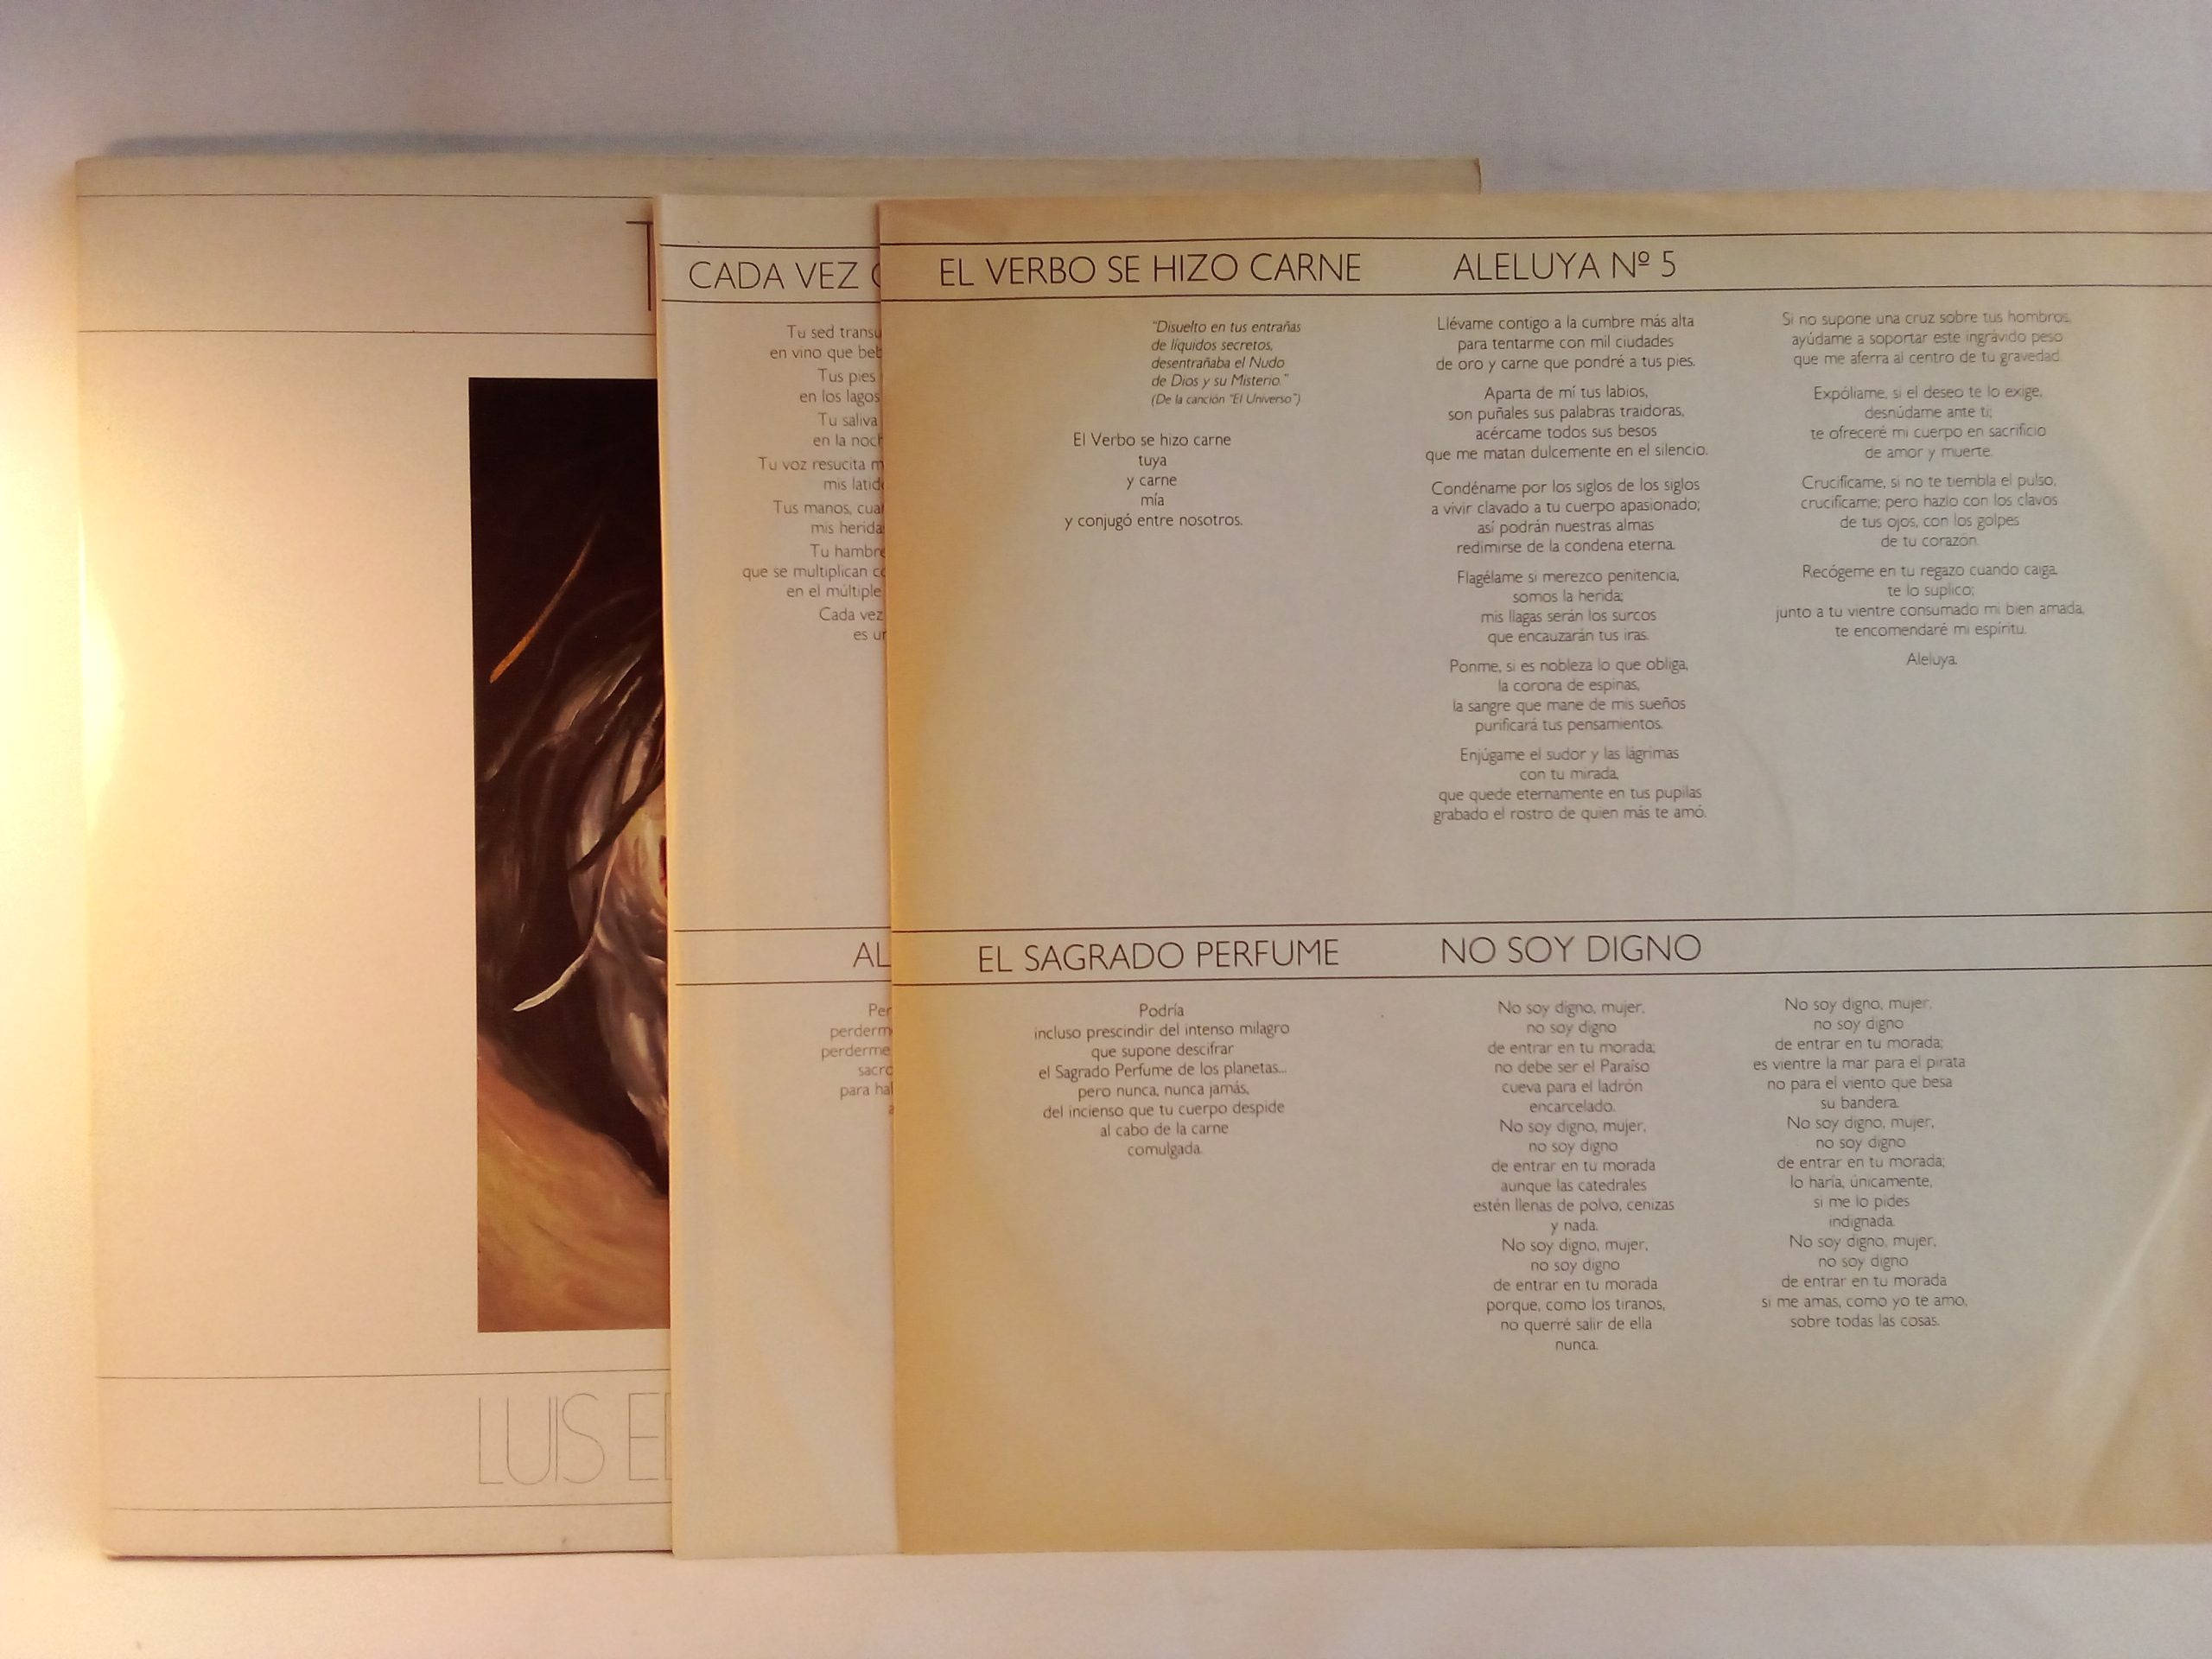 LUIS
CADA VEZ
Tu sed
en vino que
Tus pies
en los lagos
Tu saliva
en la
Tu voz resucita
mis
Tus manos,
mis
Tu
que se multiplican
en el múltiple
Cada vez
es
EL VERBO SE HIZO CARNE
"Disuelto en tus entrañas
de líquidos secretos,
desentrañaba el Nudo
de Dios y su Misterio."
(De la canción "El Universo")
El Verbo se hizo carne
tuya
y carne
mía
y conjugó entre nosotros.
ALELUYA Nº 5
Llévame contigo a la cumbre más alta
para tentarme con mil ciudades
de oro y carne que pondré a tus pies.
Aparta de mí tus labios,
son puñales sus palabras traidoras,
acércame todos sus besos
que me matan dulcemente en el silencio.
Condéname por los siglos de los siglos
a vivir clavado a tu cuerpo apasionado;
así podrán nuestras almas
redimirse de la condena eterna.
Flagélame si merezco penitencia,
somos la herida;
mis llagas serán los surcos
que encauzarán tus iras.
Ponme, si es nobleza lo que obliga,
la corona de espinas,
la sangre que mane de mis sueños
purificará tus pensamientos.
Enjúgame el sudor y las lágrimas
con tu mirada,
que quede eternamente en tus pupilas
grabado el rostro de quien más te amó.
Si no supone una cruz sobre tus hombros,
ayúdame a soportar este ingrávido peso
que me aferra al centro de tu gravedad.
Expóliame, si el deseo te lo exige,
desnúdame ante ti;
te ofreceré mi cuerpo en sacrificio
de amor y muerte.
Crucifícame, si no te tiembla el pulso,
crucifícame; pero hazlo con los clavos
de tus ojos, con los golpes
de tu corazón.
Recógeme en tu regazo cuando caiga,
te lo suplico;
junto a tu vientre consumado mi bien amada,
te encomendaré mi espíritu.
Aleluya.
EL SAGRADO PERFUME
Podría
incluso prescindir del intenso milagro
que supone descifrar
el Sagrado Perfume de los planetas...
pero nunca, nunca jamás,
del incienso que tu cuerpo despide
al cabo de la carne
comulgada.
NO SOY DIGNO
No soy digno, mujer,
no soy digno
de entrar en tu morada;
no debe ser el Paraíso
cueva para el ladrón
encarcelado.
No soy digno, mujer,
no soy digno
de entrar en tu morada
aunque las catedrales
estén llenas de polvo, cenizas
y nada.
No soy digno, mujer,
no soy digno
de entrar en tu morada
porque, como los tiranos,
no querré salir de ella
nunca.
No soy digno, mujer,
no soy digno
de entrar en tu morada;
es vientre la mar para el pirata
no para el viento que besa
su bandera.
No soy digno, mujer,
no soy digno
de entrar en tu morada;
lo haría, únicamente,
si me lo pides
indignada.
No soy digno, mujer,
no soy digno
de entrar en tu morada
si me amas, como yo te amo,
sobre todas las cosas.